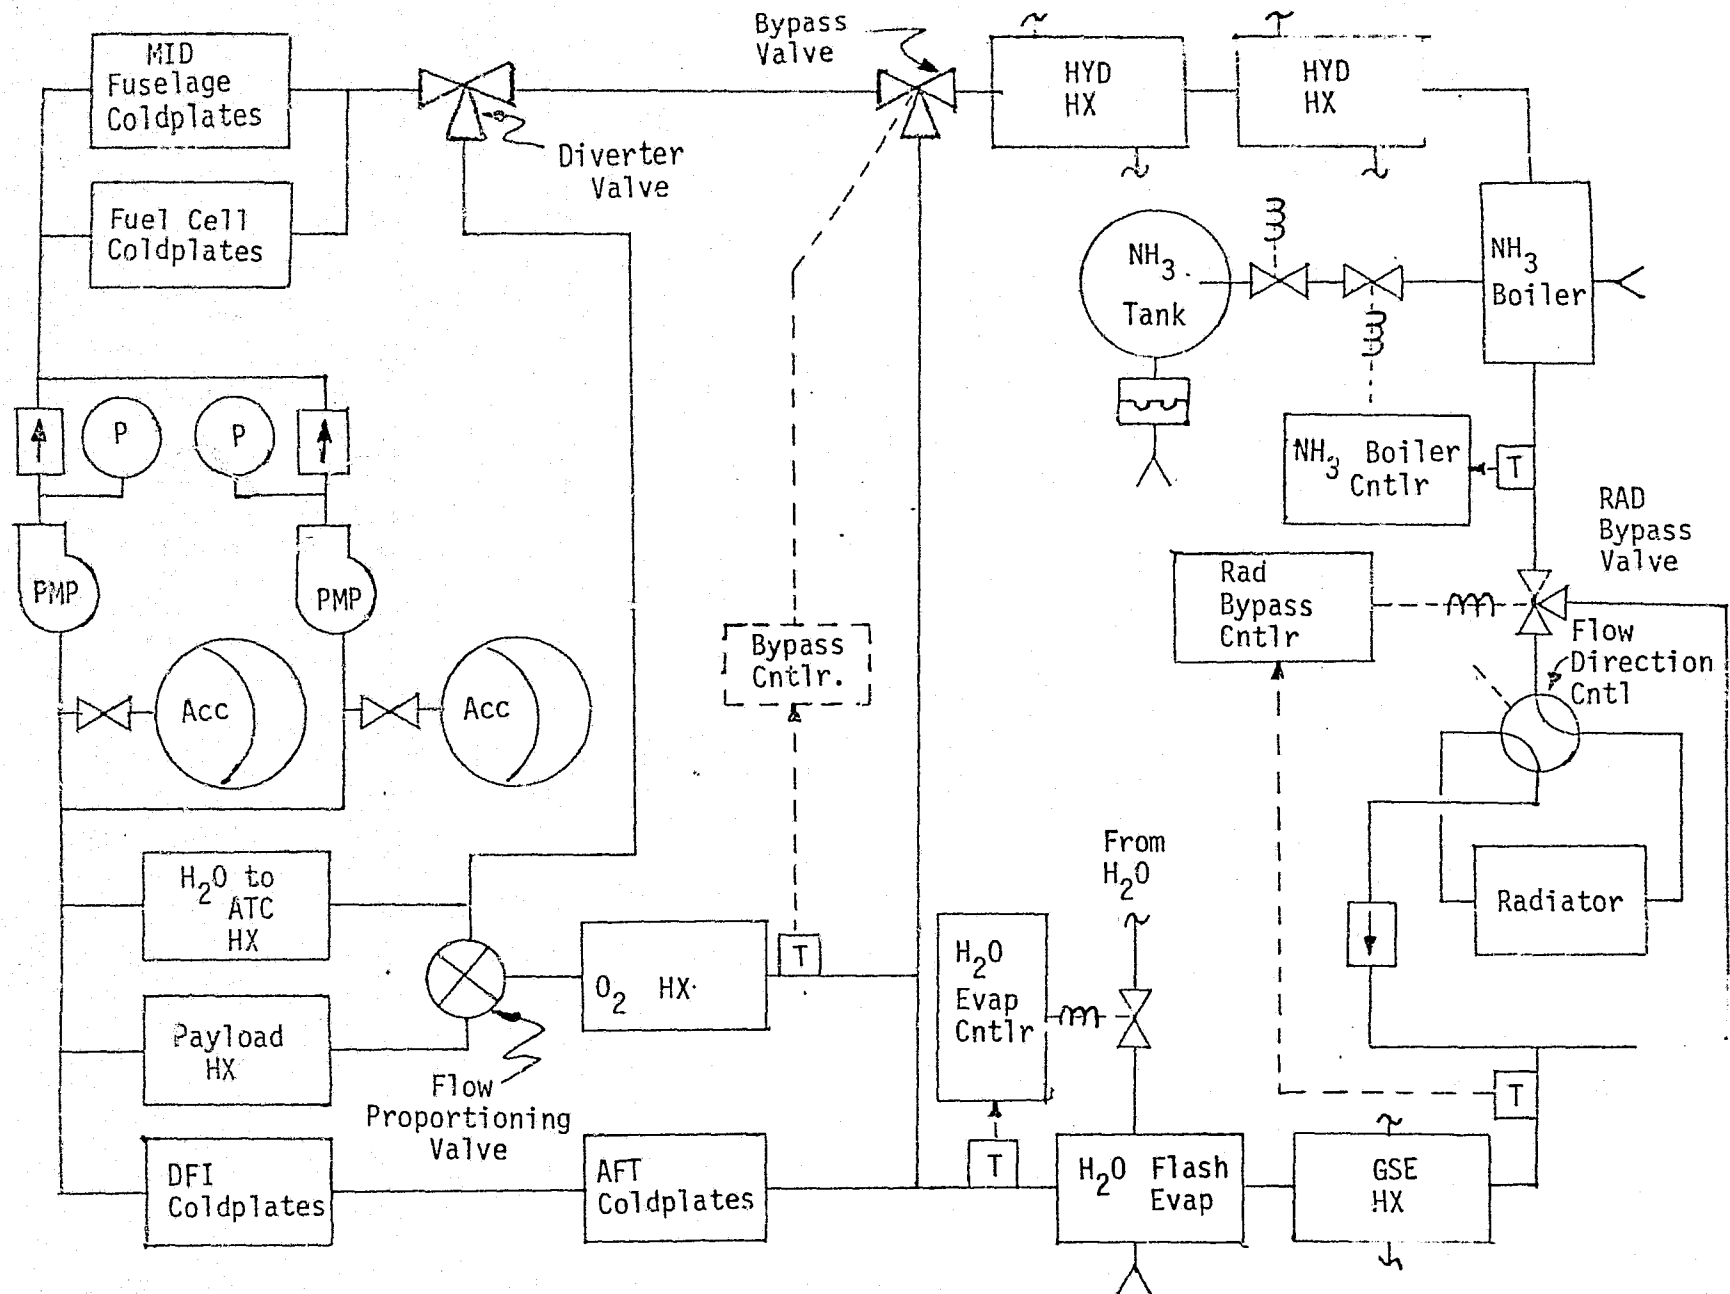 MID
Fuselage
Coldplates
Fuel Cell
Coldplates
Diverter
Valve
Bypass
Valve
HYD
HX
HYD
HX
NH3
Tank
NH3
Boiler
P
P
PMP
PMP
NH3 Boiler
Cntlr
T
RAD
Bypass
Valve
Rad
Bypass
Cntlr
Flow
Direction
Cntl
Bypass
Cntlr.
Acc
Acc
Radiator
H2O to
ATC
HX
From
H2O
O2 HX
T
H2O
Evap
Cntlr
Payload
HX
Flow
Proportioning
Valve
T
DFI
Coldplates
AFT
Coldplates
T
H2O Flash
Evap
GSE
HX